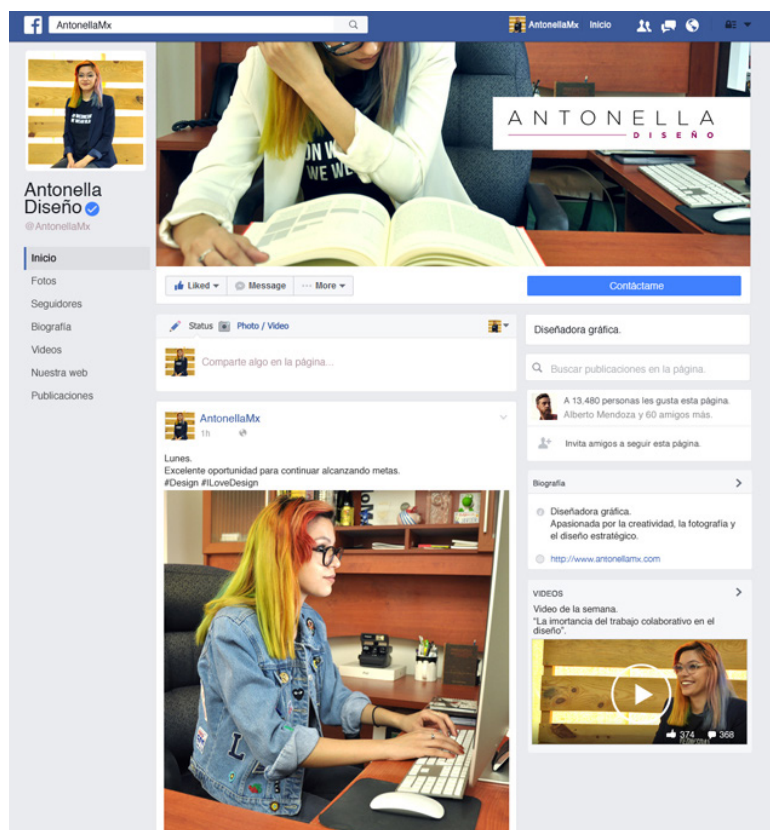 AntonellaMx
AntonellaMx Inicio
ANTONELLA
DISEÑO
Antonella
Diseño
@AntonellaMx
Inicio
Fotos
Seguidores
Biografía
Videos
Nuestra web
Publicaciones
Liked Message ··· More
Contáctame
Status Photo / Video
Comparte algo en la página...
AntonellaMx
1h
Lunes.
Excelente oportunidad para continuar alcanzando metas.
#Design #ILoveDesign
Diseñadora gráfica.
Buscar publicaciones en la página.
A 13,480 personas les gusta esta página.
Alberto Mendoza y 60 amigos más.
Invita amigos a seguir esta página.
Biografía
Diseñadora gráfica.
Apasionada por la creatividad, la fotografía y
el diseño estratégico.
http://www.antonellamx.com
VIDEOS
Video de la semana.
"La imortancia del trabajo colaborativo en el
diseño".
374 368